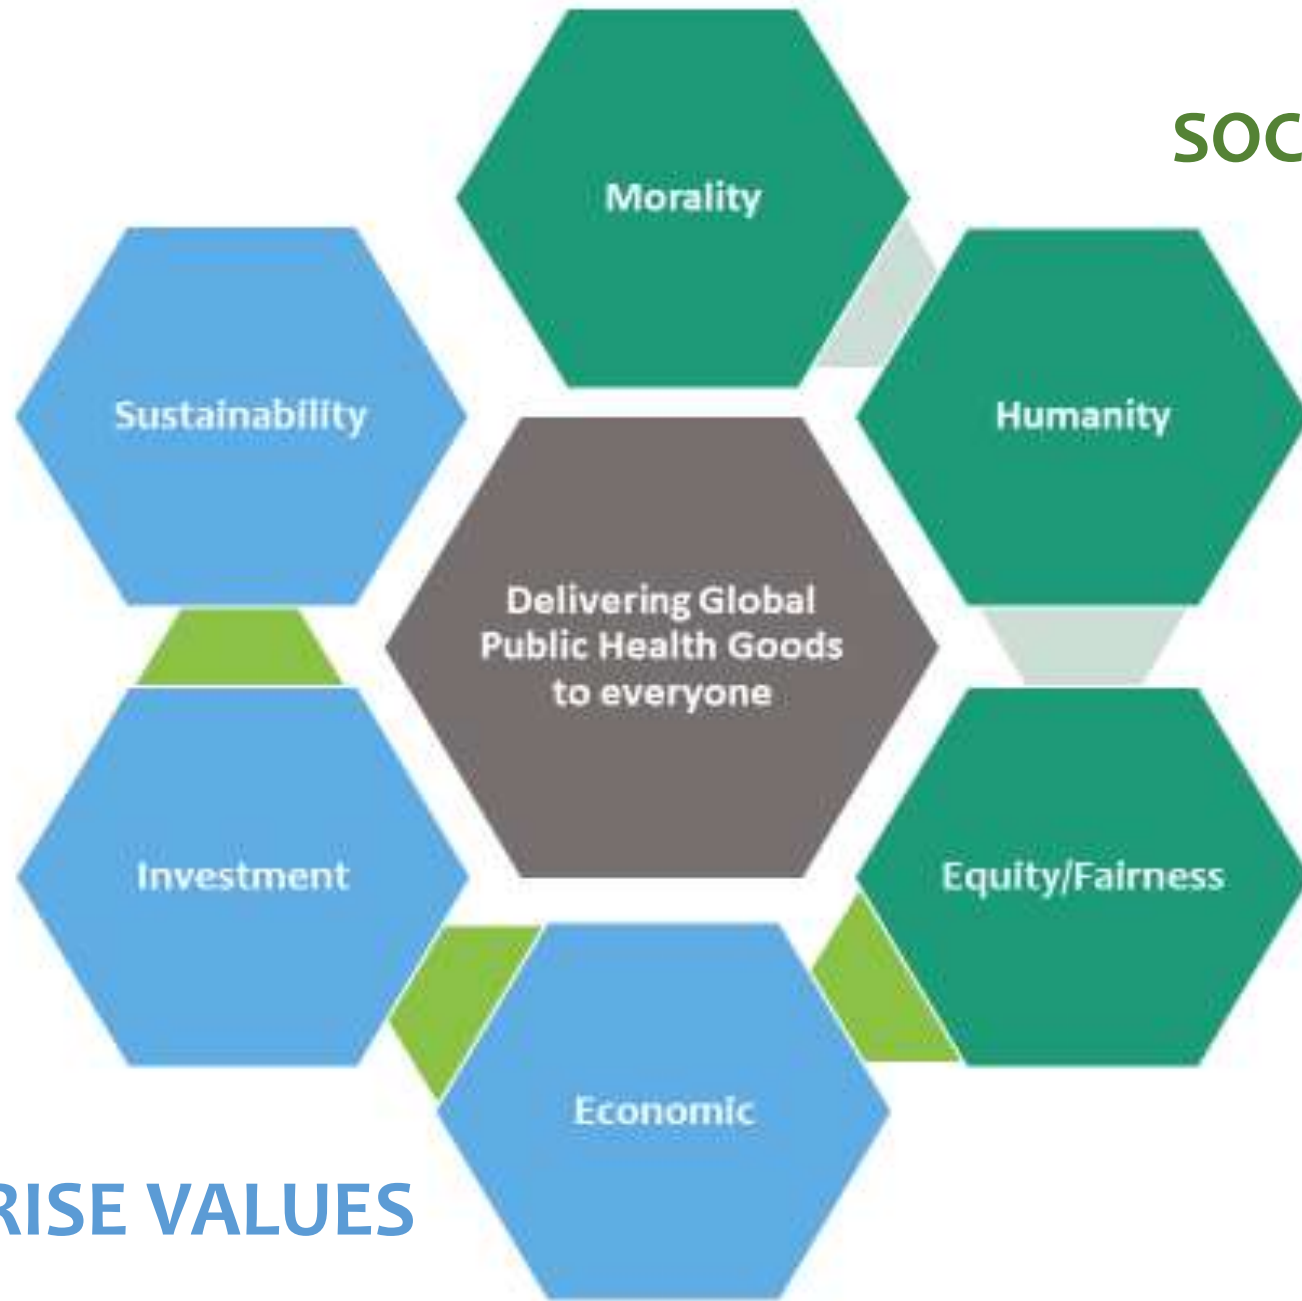 SOC
Morality
Sustainability
Humanity
Delivering Global
Public Health Goods
to everyone
Investment
Equity/Fairness
Economic
RISE VALUES